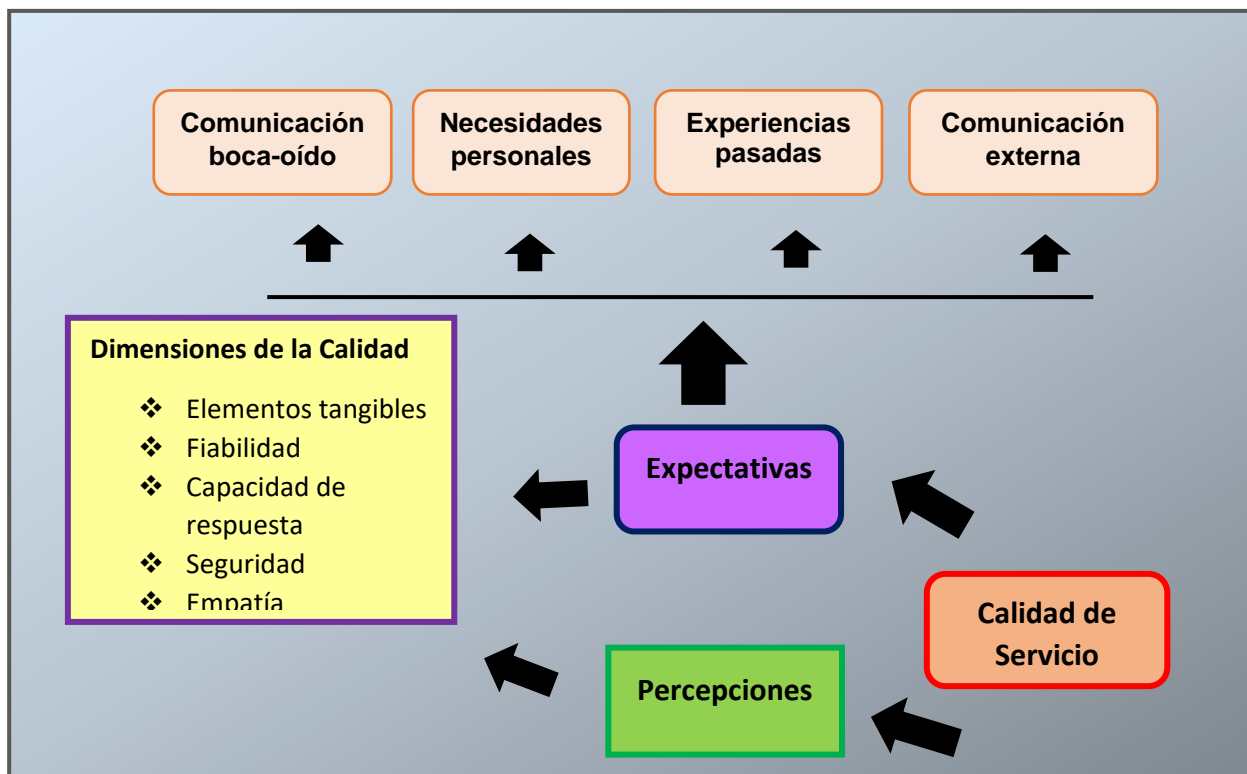 Comunicación
boca-oído
Necesidades
personales
Experiencias
pasadas
Comunicación
externa
Dimensiones de la Calidad
❖ Elementos tangibles
❖ Fiabilidad
❖ Capacidad de
respuesta
❖ Seguridad
❖ Empatía
Expectativas
Calidad de
Servicio
Percepciones